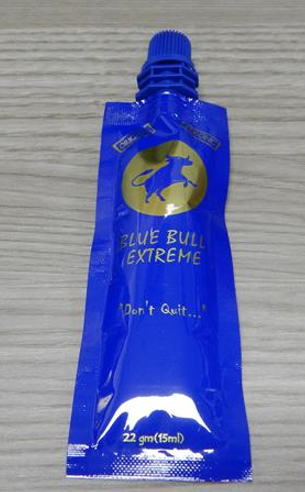 BLUE BULL
EXTREME
"Don't Quit..."
22 gm(15ml)